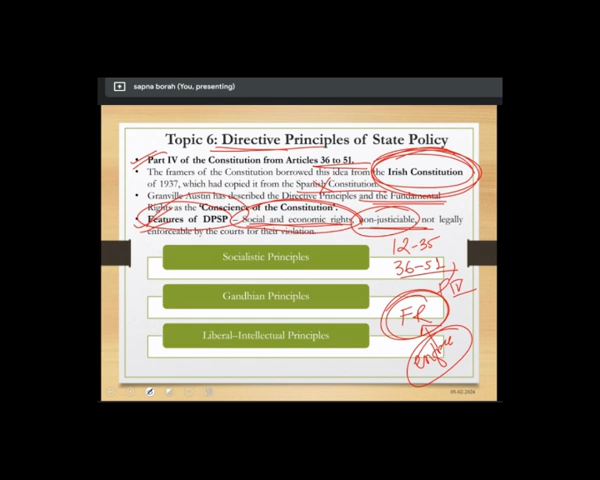 sapna borah (You, presenting)
Topic 6: Directive Principles of State Policy
• Part IV of the Constitution from Articles 36 to 51.
• The framers of the Constitution borrowed this idea from the Irish Constitution
of 1937, which had copied it from the Spanish Constitution.
• Granville Austin has described the Directive Principles and the Fundamental
Rights as the 'Conscience of the Constitution'.
• Features of DPSP: Social and economic rights, non-justiciable, not legally
enforceable by the courts for their violation.
12-35
Socialistic Principles
36-51
IV
Gandhian Principles
FR
Liberal–Intellectual Principles
enforce
05-02-2024